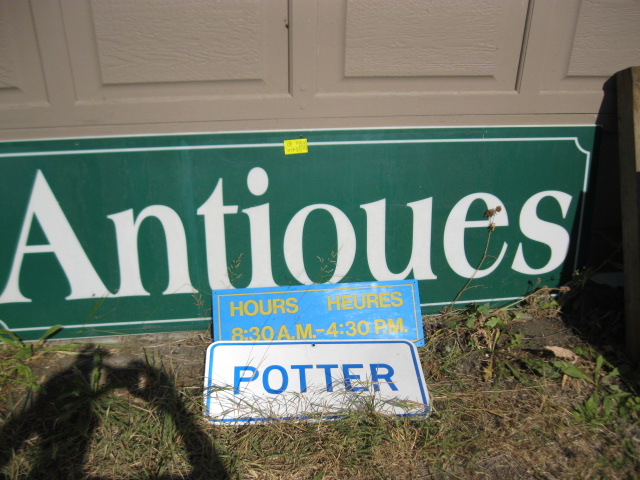 Antiques
HOURS HEURES
8:30 A.M.-4:30 P.M.
POTTER